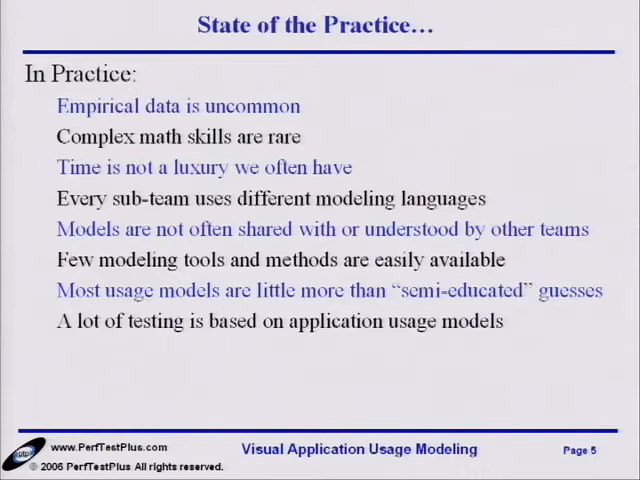 State of the Practice…
In Practice:
Empirical data is uncommon
Complex math skills are rare
Time is not a luxury we often have
Every sub-team uses different modeling languages
Models are not often shared with or understood by other teams
Few modeling tools and methods are easily available
Most usage models are little more than “semi-educated” guesses
A lot of testing is based on application usage models
www.PerfTestPlus.com
© 2006 PerfTestPlus All rights reserved.
Visual Application Usage Modeling
Page 5